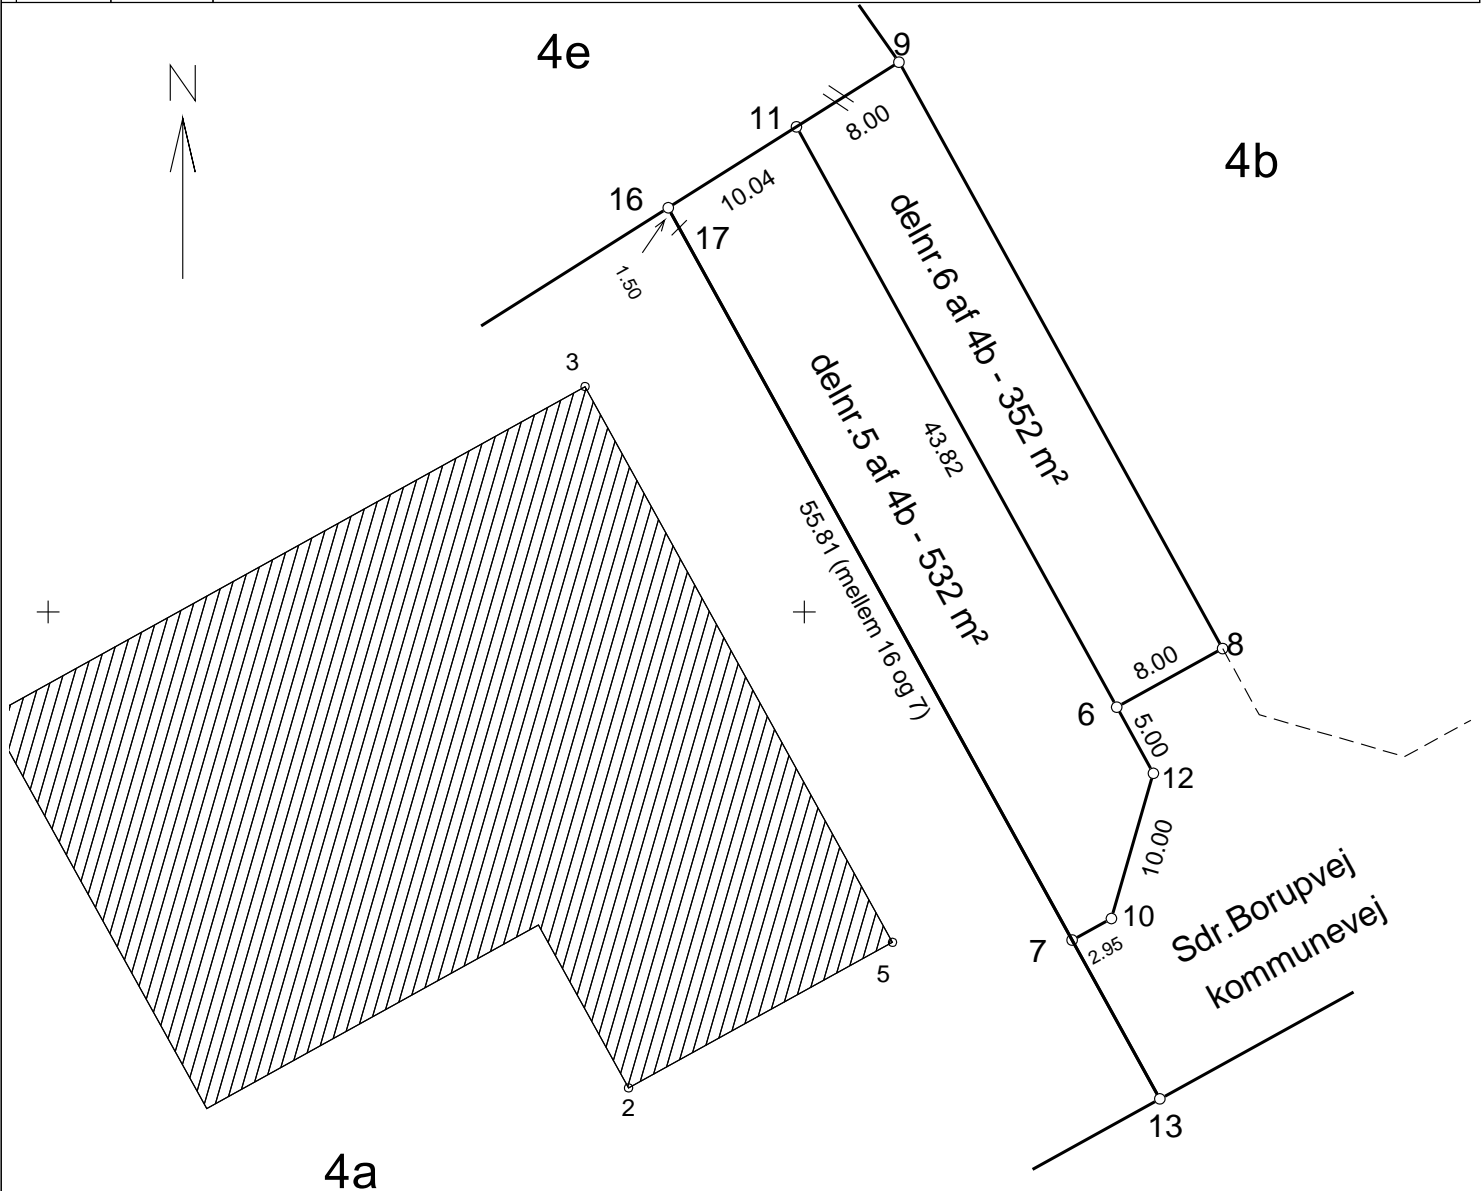 9
4e
N
11
8.00
4b
16
10.04
17
1.50
delnr.6 af 4b - 352 m²
3
delnr.5 af 4b - 532 m²
43.82
55.81 (mellem 16 og 7)
8
8.00
6
5.00
12
10.00
10
7
2.95
Sdr.Borupvej
kommunevej
5
2
13
4a